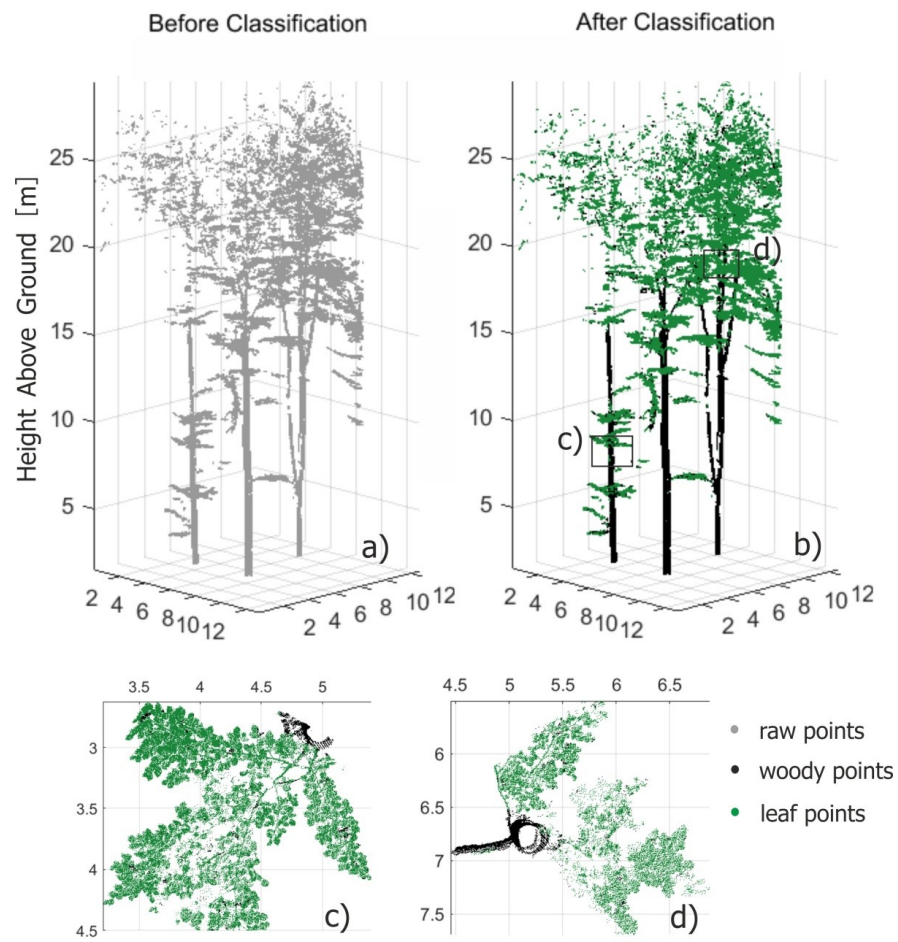 Before Classification
After Classification
Height Above Ground [m]
25
20
15
10
5
2 4 6 8 10 12
2 4 6 8 10 12
a)
25
20
15
10
5
2 4 6 8 10 12
2 4 6 8 10 12
d)
c)
b)
3.5 4 4.5 5
3
3.5
4
4.5
c)
4.5 5 5.5 6 6.5
6
6.5
7
7.5
d)
raw points
woody points
leaf points